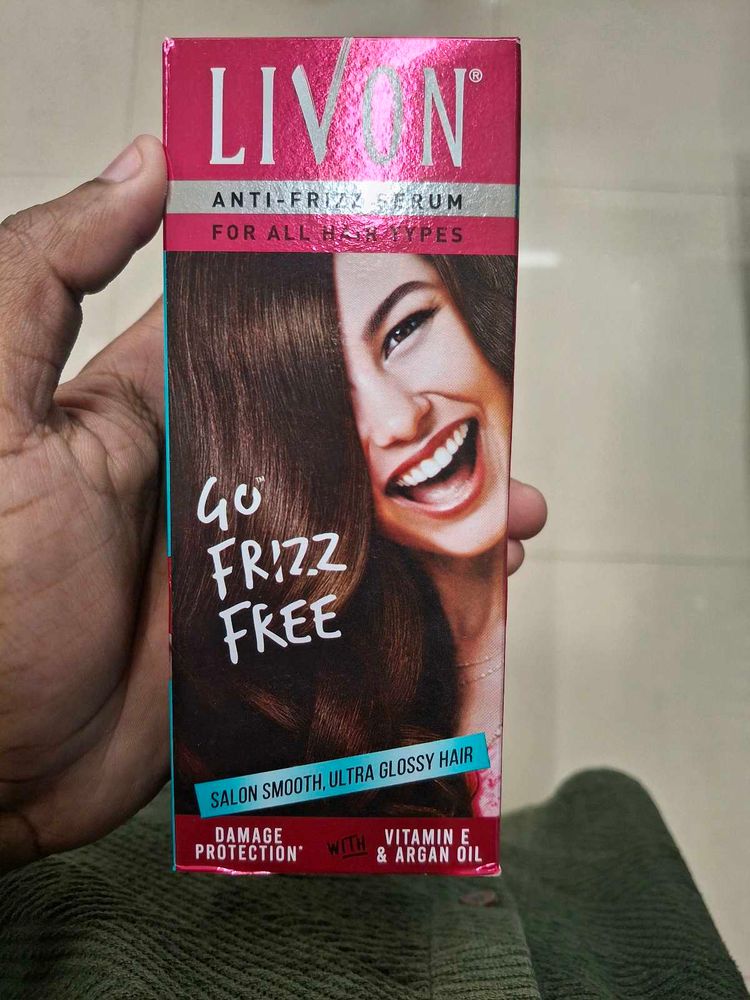 LIVON®
ANTI-FRIZZ SERUM
FOR ALL HAIR TYPES
GO
FRIZZ
FREE
SALON SMOOTH, ULTRA GLOSSY HAIR
DAMAGE
PROTECTION*
WITH
VITAMIN E
& ARGAN OIL